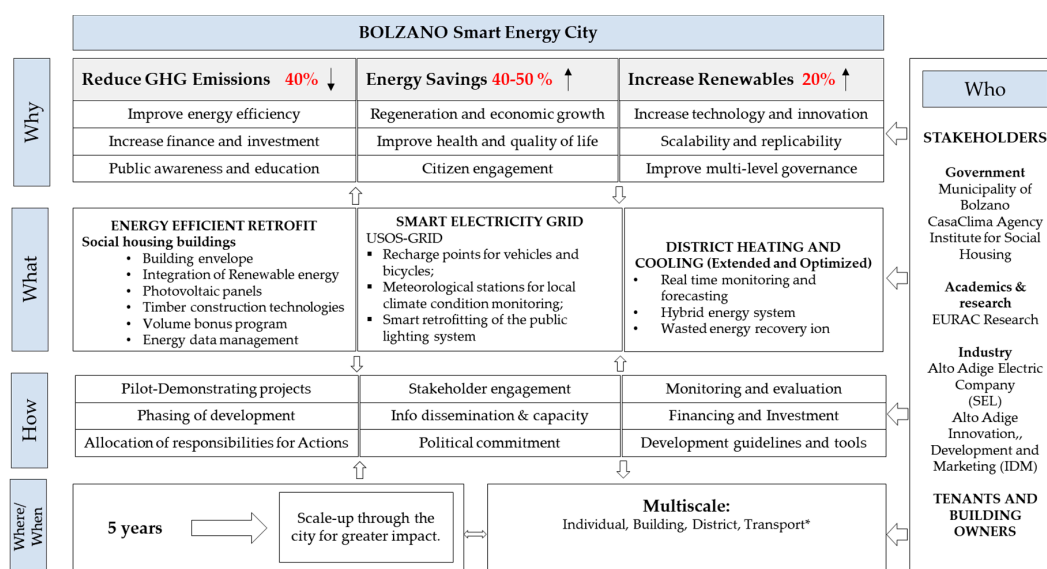 BOLZANO Smart Energy City
Why
Reduce GHG Emissions 40%
Energy Savings 40-50 %
Increase Renewables 20%
Improve energy efficiency
Regeneration and economic growth
Increase technology and innovation
Increase finance and investment
Improve health and quality of life
Scalability and replicability
Public awareness and education
Citizen engagement
Improve multi-level governance
What
ENERGY EFFICIENT RETROFIT
Social housing buildings
• Building envelope
• Integration of Renewable energy
• Photovoltaic panels
• Timber construction technologies
• Volume bonus program
• Energy data management
SMART ELECTRICITY GRID
USOS-GRID
▪ Recharge points for vehicles and
bicycles;
▪ Meteorological stations for local
climate condition monitoring;
▪ Smart retrofitting of the public
lighting system
DISTRICT HEATING AND
COOLING (Extended and Optimized)
• Real time monitoring and
forecasting
• Hybrid energy system
• Wasted energy recovery ion
How
Pilot-Demonstrating projects
Stakeholder engagement
Monitoring and evaluation
Phasing of development
Info dissemination & capacity
Financing and Investment
Allocation of responsibilities for Actions
Political commitment
Development guidelines and tools
Where/
When
5 years
Scale-up through the
city for greater impact.
Multiscale:
Individual, Building, District, Transport*
Who
STAKEHOLDERS
Government
Municipality of
Bolzano
CasaClima Agency
Institute for Social
Housing
Academics &
research
EURAC Research
Industry
Alto Adige Electric
Company
(SEL)
Alto Adige
Innovation,,
Development and
Marketing (IDM)
TENANTS AND
BUILDING
OWNERS